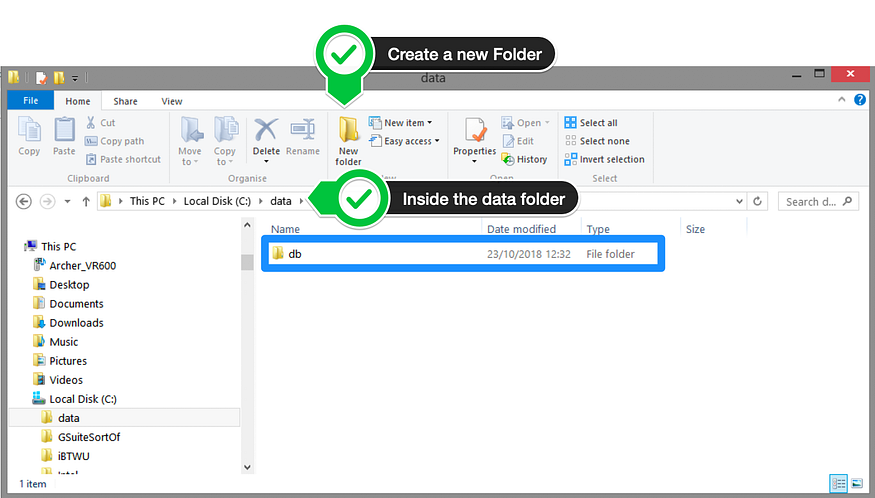 Create a new Folder
data
File Home Share View
Copy
Paste
Cut
Copy path
Paste shortcut
Clipboard
Move to
Copy to
Delete
Rename
Organise
New folder
New item
Easy access
Properties
Open
Edit
History
Open
Select all
Select none
Invert selection
Select
This PC Local Disk (C:) data
Inside the data folder
Search d...
Name Date modified Type Size
db 23/10/2018 12:32 File folder
This PC
Archer_VR600
Desktop
Documents
Downloads
Music
Pictures
Videos
Local Disk (C:)
data
GSuiteSortOf
iBTWU
1 item